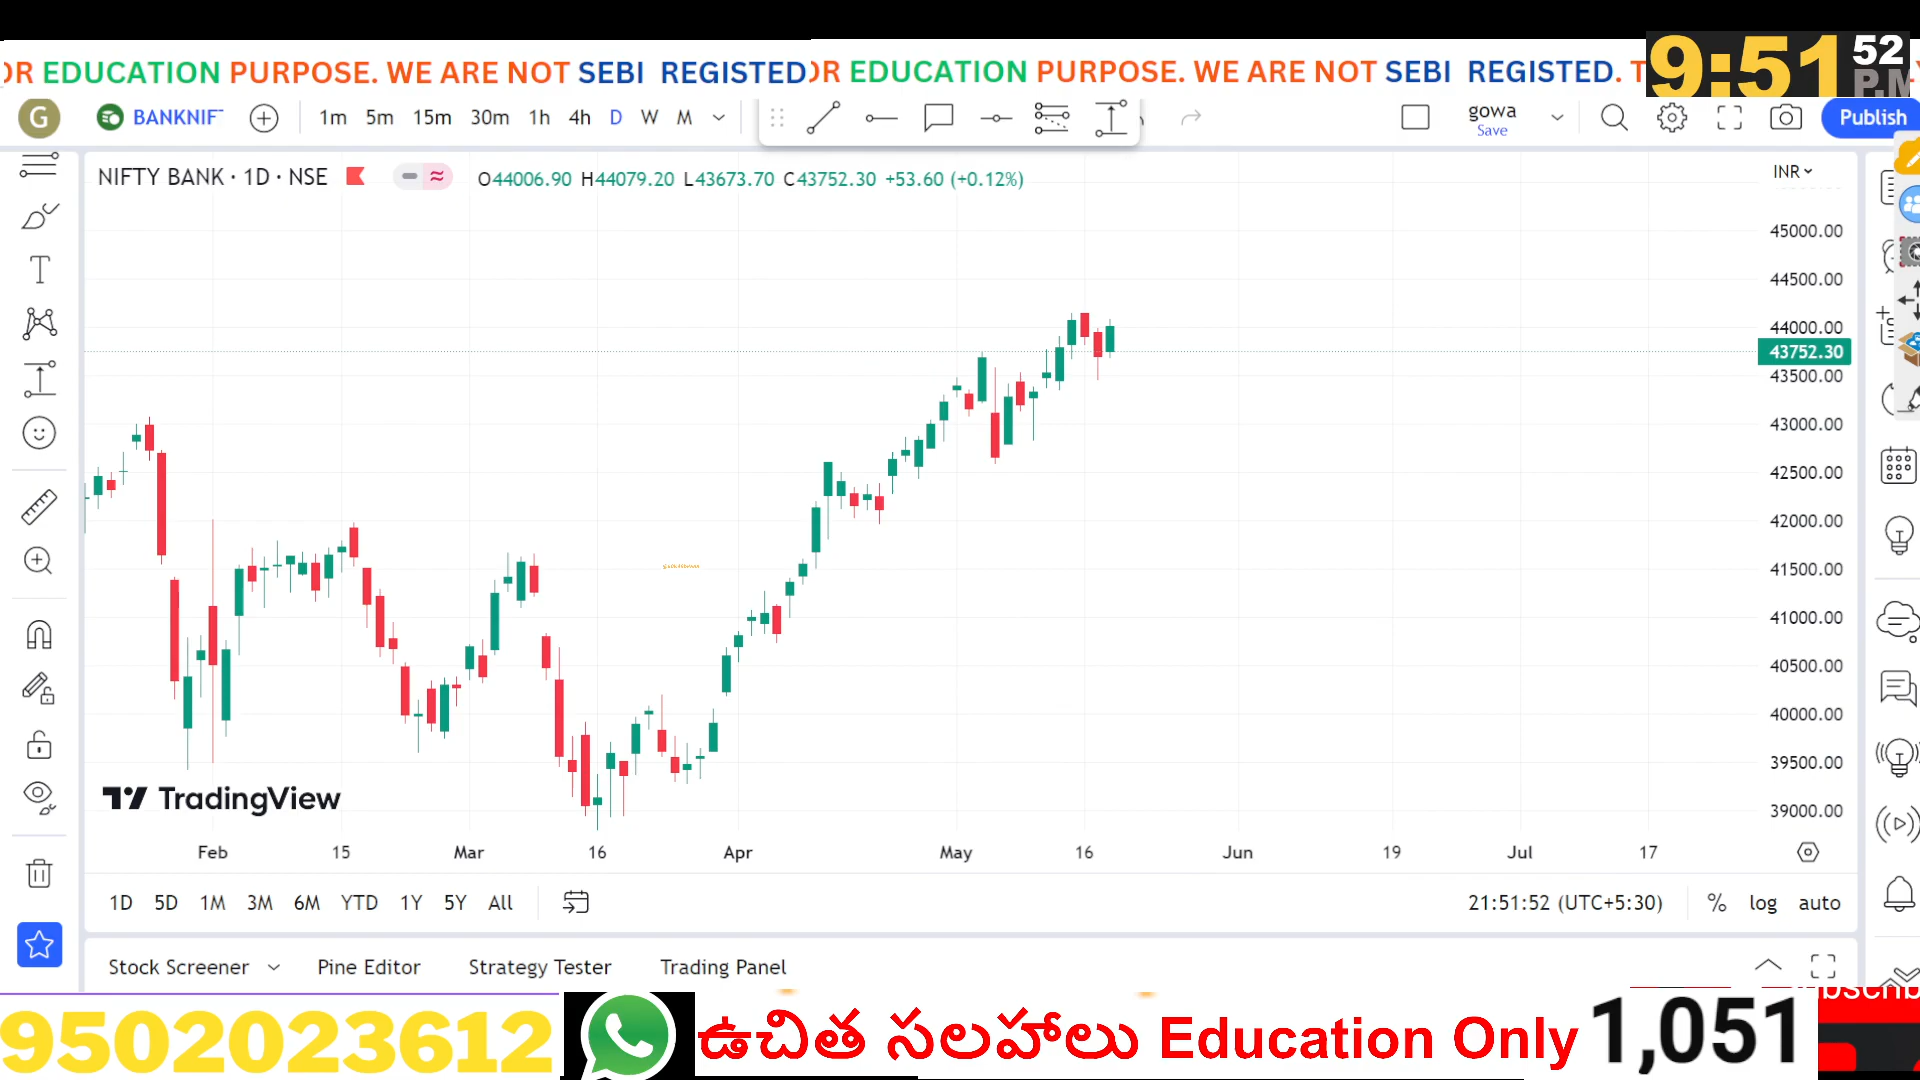 OR EDUCATION PURPOSE. WE ARE NOT SEBI REGISTED
OR EDUCATION PURPOSE. WE ARE NOT SEBI REGISTED. T
9:51 52 P.M
G BANKNIF 1m 5m 15m 30m 1h 4h D W M gowa Save Publish
NIFTY BANK · 1D · NSE O44006.90 H44079.20 L43673.70 C43752.30 +53.60 (+0.12%) INR
45000.00
44500.00
44000.00
43752.30
43500.00
43000.00
42500.00
42000.00
41500.00
41000.00
40500.00
40000.00
39500.00
39000.00
TradingView
Feb 15 Mar 16 Apr May 16 Jun 19 Jul 17
1D 5D 1M 3M 6M YTD 1Y 5Y All 21:51:52 (UTC+5:30) % log auto
Stock Screener Pine Editor Strategy Tester Trading Panel
9502023612 ఉచిత సలహాలు Education Only 1,051